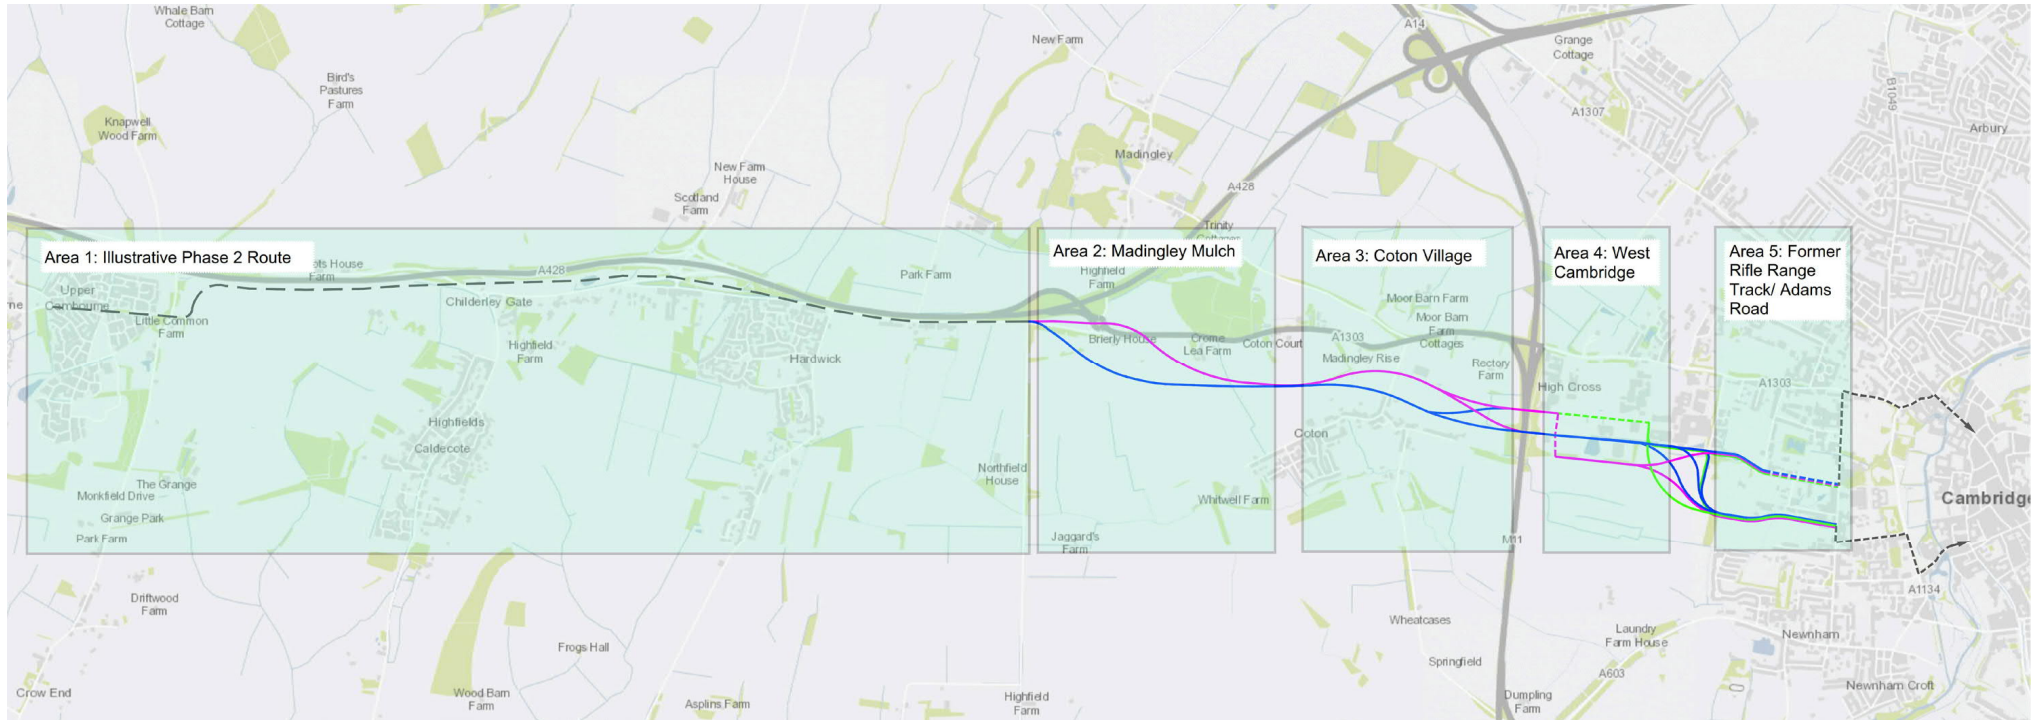 Whale Barn
Cottage
A14
New Farm
Grange
Cottage
Bird's
Pastures
Farm
B1049
A1307
Knapwell
Wood Farm
Arbury
Madingley
New Farm
House
A428
Scotland
Farm
Trinity
Cottages
Area 1: Illustrative Phase 2 Route
Area 2: Madingley Mulch
Area 3: Coton Village
Area 4: West
Cambridge
Area 5: Former
Rifle Range
Track/ Adams
Road
ots House
Farm
A428
Park Farm
Highfield
Farm
Upper
Cambourne
ne
Childerley Gate
Little Common
Farm
Moor Barn Farm
Moor Barn
Farm
Cottages
Brierly House
Crome
Lea Farm
Coton Court
A1303
Madingley Rise
Highfield
Farm
Hardwick
Rectory
Farm
High Cross
A1303
Highfields
Caldecote
Coton
The Grange
Monkfield Drive
Grange Park
Park Farm
Northfield
House
Whitwell Farm
Cambridge
Jaggard's
Farm
M11
A1134
Driftwood
Farm
Frogs Hall
Wheatcases
Laundry
Farm House
Newnham
Springfield
A603
Newnham Croft
Crow End
Wood Barn
Farm
Asplins Farm
Highfield
Farm
Dumpling
Farm